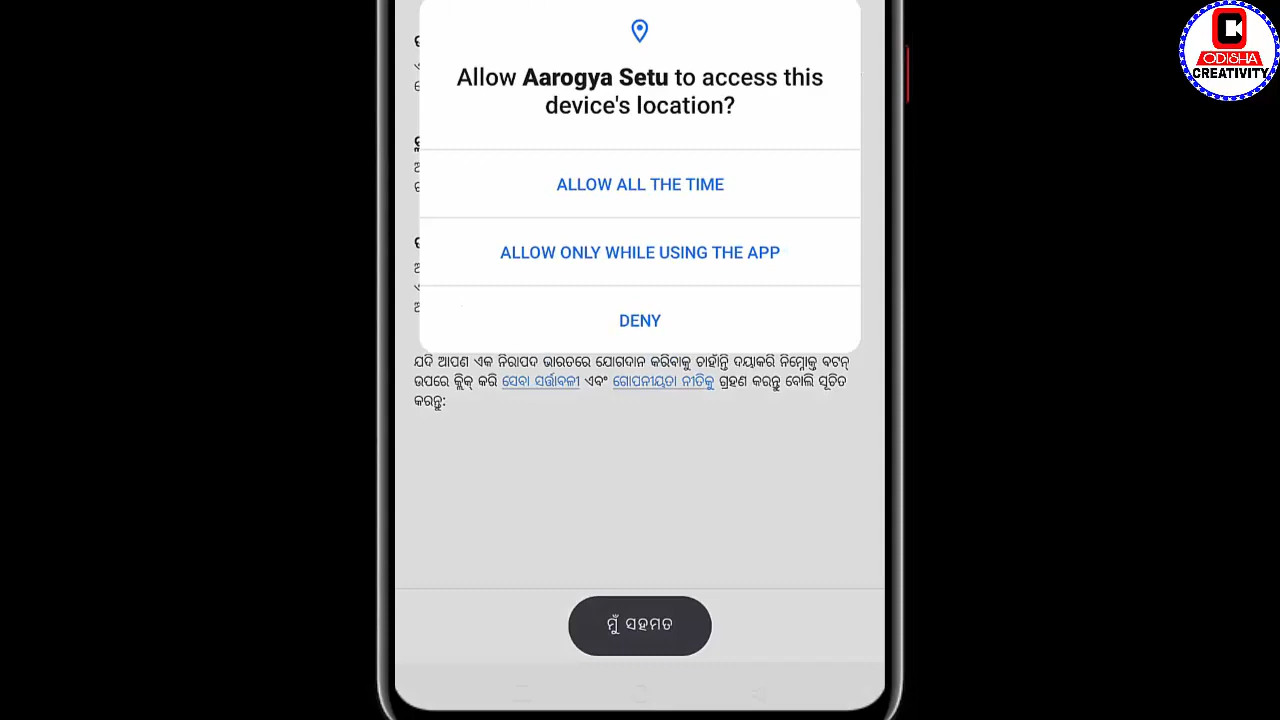 ODISHA
CREATIVITY
Allow Aarogya Setu to access this
device's location?
ALLOW ALL THE TIME
ALLOW ONLY WHILE USING THE APP
DENY
ଯଦି ଆପଣ ଏକ ନିରାପଦ ଭାରତରେ ଯୋଗଦାନ କରିବାକୁ ଚାହାଁନ୍ତି ଦୟାକରି ନିମ୍ନୋକ୍ତ ବଟନ୍
ଉପରେ କ୍ଲିକ୍ କରି ସେବା ସର୍ତ୍ତାବଳୀ ଏବଂ ଗୋପନୀୟତା ନୀତିକୁ ଗ୍ରହଣ କରନ୍ତୁ ବୋଲି ସୂଚିତ
କରନ୍ତୁ:
ମୁଁ ସହମତ